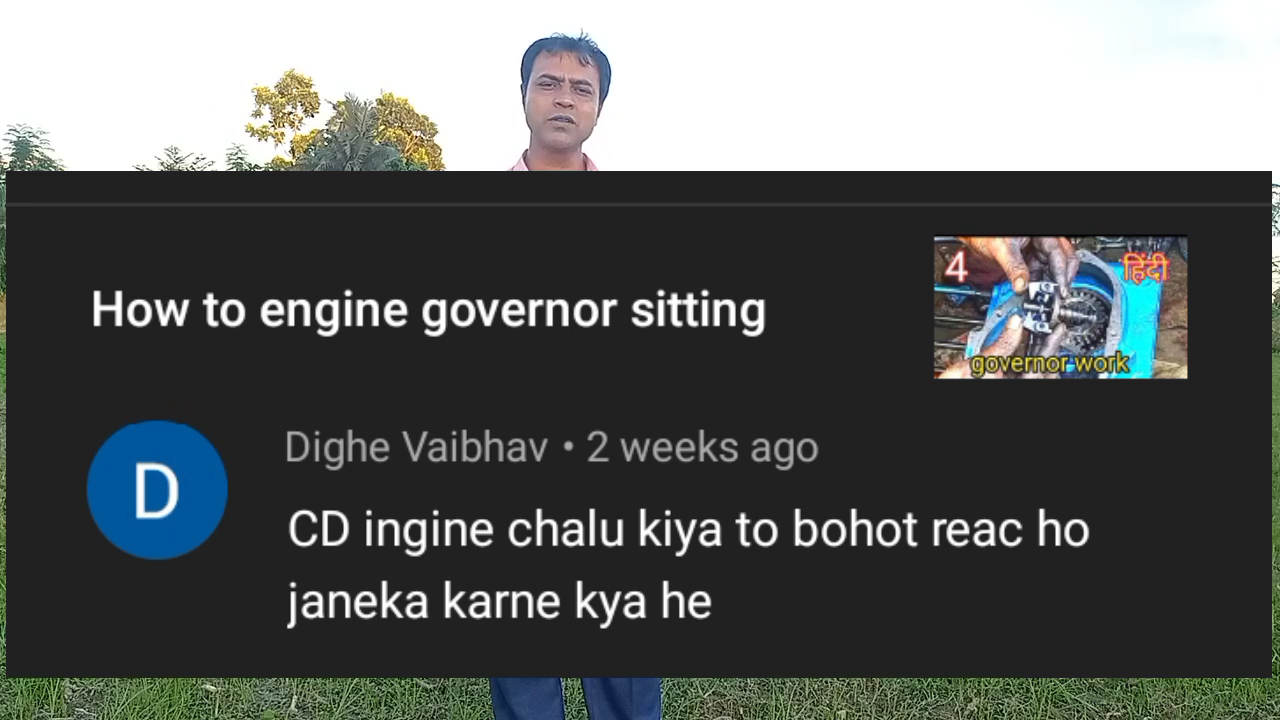 How to engine governor sitting
4
हिंदी
governor work
D
Dighe Vaibhav • 2 weeks ago
CD ingine chalu kiya to bohot reac ho
janeka karne kya he